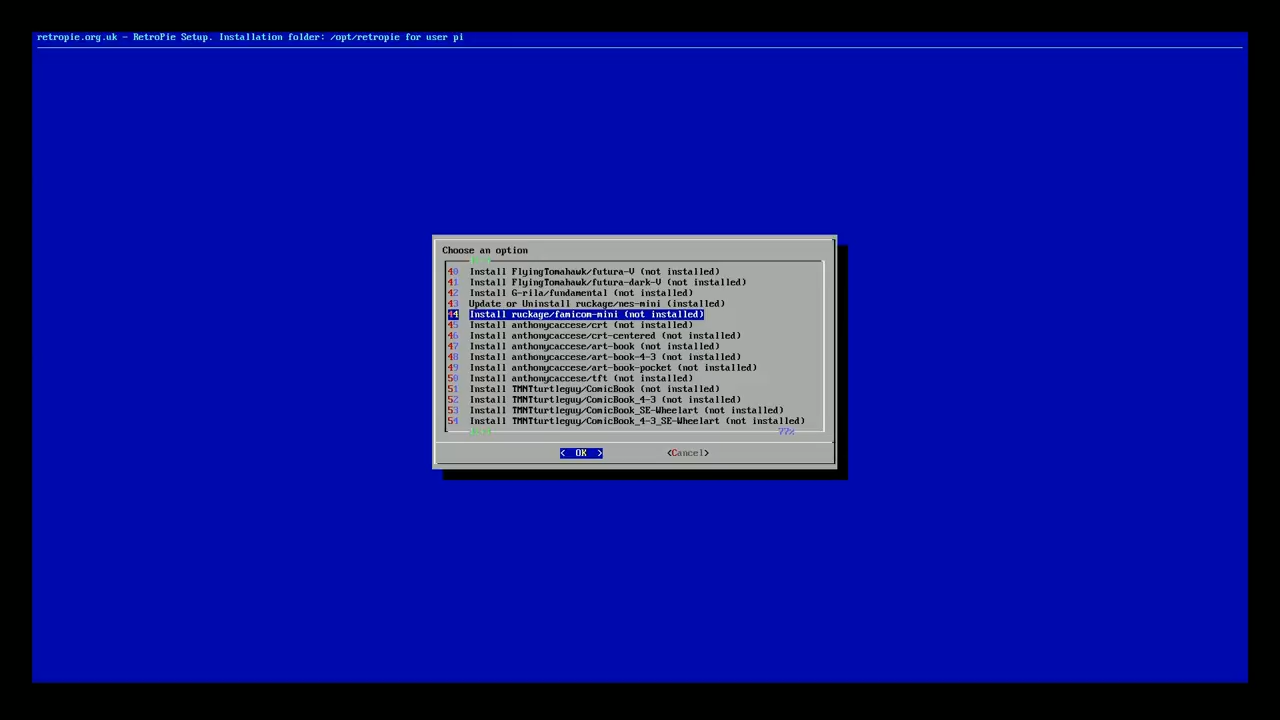 retropie.org.uk - RetroPie Setup. Installation folder: /opt/retropie for user pi
Choose an option
40 Install FlyingTomahawk/futura-V (not installed)
41 Install FlyingTomahawk/futura-dark-V (not installed)
42 Install G-rila/fundamental (not installed)
43 Update or Uninstall ruckage/nes-mini (installed)
44 Install ruckage/famicom-mini (not installed)
45 Install anthonycaccese/crt (not installed)
46 Install anthonycaccese/crt-centered (not installed)
47 Install anthonycaccese/art-book (not installed)
48 Install anthonycaccese/art-book-4-3 (not installed)
49 Install anthonycaccese/art-book-pocket (not installed)
50 Install anthonycaccese/tft (not installed)
51 Install TMNTturtleguy/ComicBook (not installed)
52 Install TMNTturtleguy/ComicBook_4-3 (not installed)
53 Install TMNTturtleguy/ComicBook_SE-Wheelart (not installed)
54 Install TMNTturtleguy/ComicBook_4-3_SE-Wheelart (not installed)
77%
< OK > <Cancel>